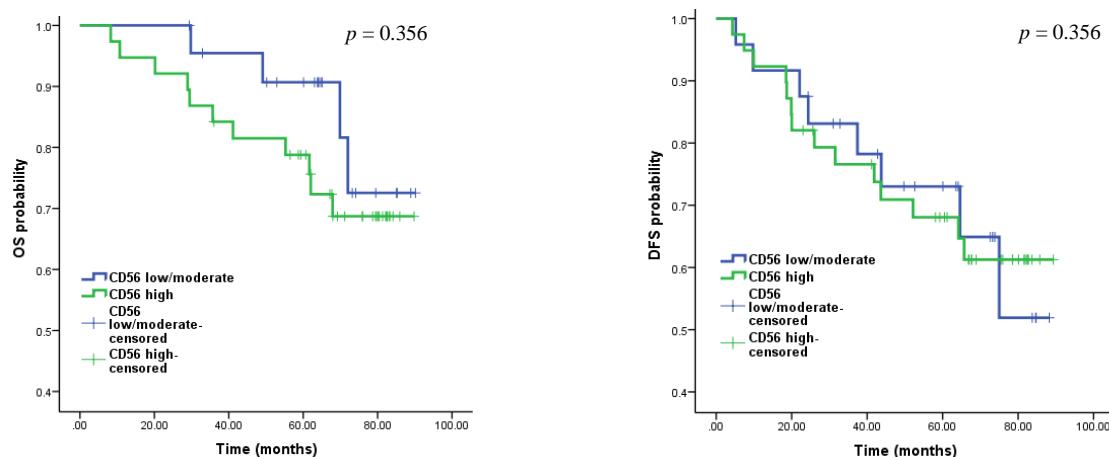 p = 0.356
1.0
0.9
0.8
0.7
0.6
0.5
0.4
OS probability
CD56 low/moderate
CD56 high
CD56
low/moderate-
censored
CD56 high-
censored
.00 20.00 40.00 60.00 80.00 100.00
Time (months)
p = 0.356
1.0
0.9
0.8
0.7
0.6
0.5
0.4
DFS probability
CD56 low/moderate
CD56 high
CD56
low/moderate-
censored
CD56 high-
censored
.00 20.00 40.00 60.00 80.00 100.00
Time (months)